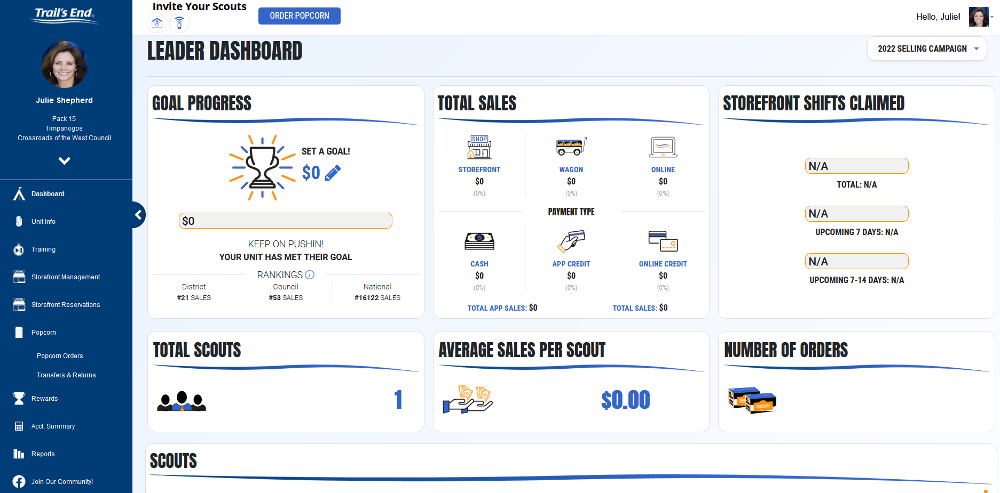 Trail's End®
Julie Shepherd
Pack 15
Timpanogos
Crossroads of the West Council
Dashboard
Unit Info
Training
Storefront Management
Storefront Reservations
Popcorn
Popcorn Orders
Transfers & Returns
Rewards
Acct. Summary
Reports
Join Our Community!
Invite Your Scouts
ORDER POPCORN
Hello, Julie!
LEADER DASHBOARD
2022 SELLING CAMPAIGN
GOAL PROGRESS
SET A GOAL!
$0
$0
KEEP ON PUSHIN!
YOUR UNIT HAS MET THEIR GOAL
RANKINGS
District
#21 SALES
Council
#53 SALES
National
#16122 SALES
TOTAL SALES
SHOP
STOREFRONT
$0
(0%)
WAGON
$0
(0%)
ONLINE
$0
(0%)
PAYMENT TYPE
CASH
$0
(0%)
APP CREDIT
$0
(0%)
ONLINE CREDIT
$0
(0%)
TOTAL APP SALES: $0
TOTAL SALES: $0
STOREFRONT SHIFTS CLAIMED
N/A
TOTAL: N/A
N/A
UPCOMING 7 DAYS: N/A
N/A
UPCOMING 7-14 DAYS: N/A
TOTAL SCOUTS
1
AVERAGE SALES PER SCOUT
$0.00
NUMBER OF ORDERS
Trail's End
SCOUTS